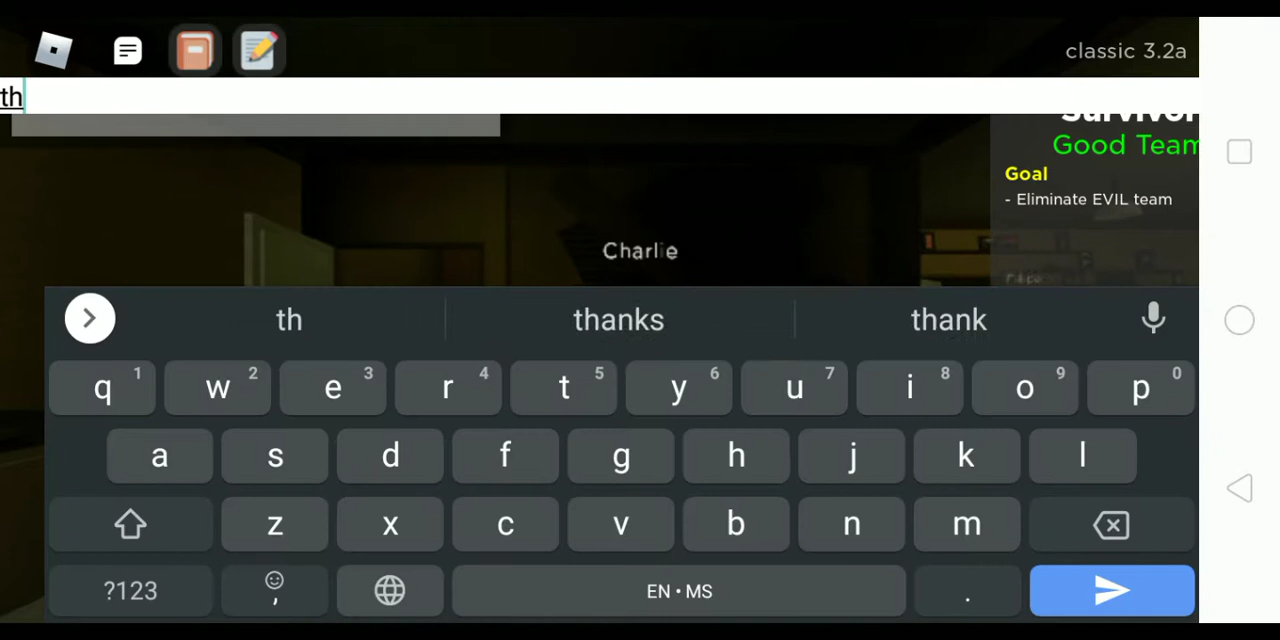 classic 3.2a
th
Survivor
Good Team
Goal
- Eliminate EVIL team
Charlie
th thanks thank
q 1 w 2 e 3 r 4 t 5 y 6 u 7 i 8 o 9 p 0
a s d f g h j k l
z x c v b n m
?123 , EN • MS .